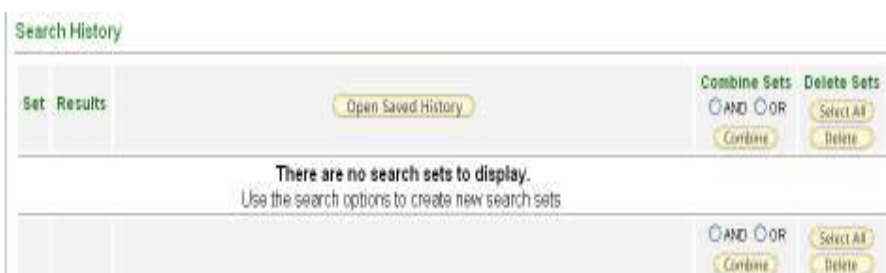 Search History
Set Results Open Saved History Combine Sets Delete Sets
AND OR Select All
Combine Delete
There are no search sets to display.
Use the search options to create new search sets.
AND OR Select All
Combine Delete